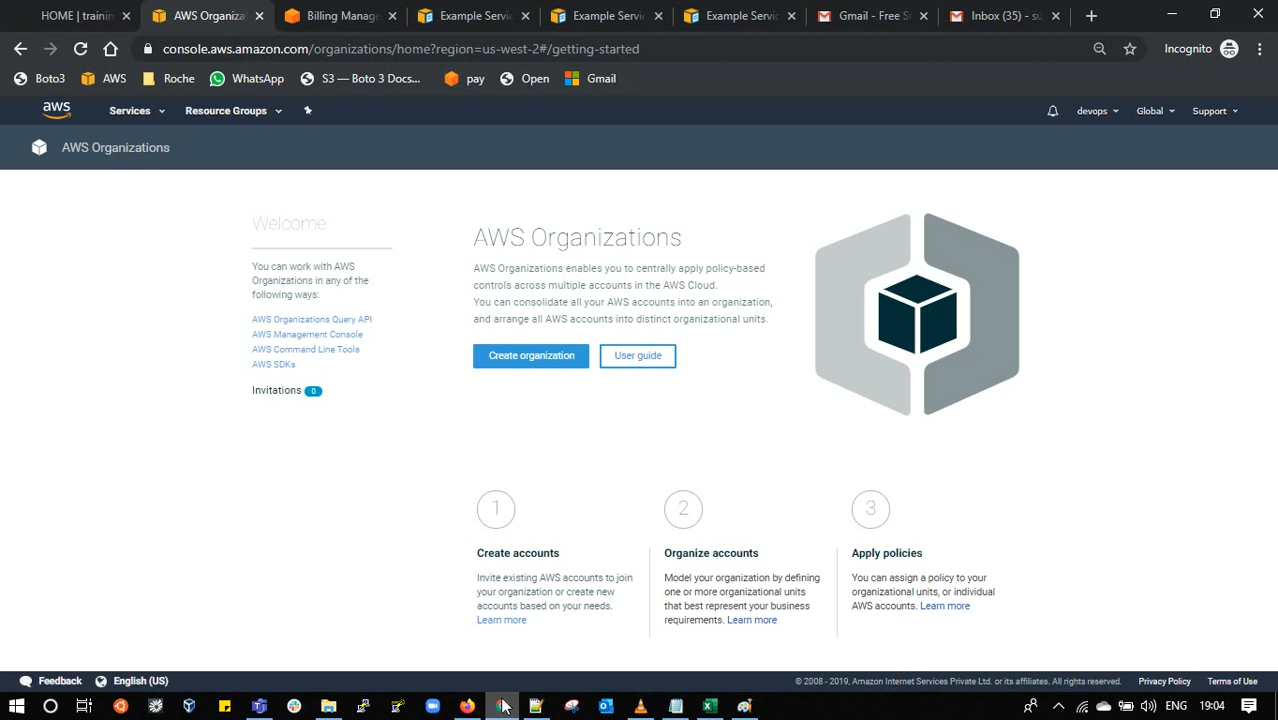 HOME | trainin
AWS Organiza
Billing Manage
Example Servic
Example Servic
Example Servic
Gmail - Free S
Inbox (35) - su
console.aws.amazon.com/organizations/home?region=us-west-2#/getting-started
Incognito
Boto3
AWS
Roche
WhatsApp
S3 — Boto 3 Docs...
pay
Open
Gmail
aws
Services
Resource Groups
devops
Global
Support
AWS Organizations
Welcome
You can work with AWS
Organizations in any of the
following ways:
AWS Organizations Query API
AWS Management Console
AWS Command Line Tools
AWS SDKs
Invitations 0
AWS Organizations
AWS Organizations enables you to centrally apply policy-based
controls across multiple accounts in the AWS Cloud.
You can consolidate all your AWS accounts into an organization,
and arrange all AWS accounts into distinct organizational units.
Create organization
User guide
1
Create accounts
Invite existing AWS accounts to join
your organization or create new
accounts based on your needs.
Learn more
2
Organize accounts
Model your organization by defining
one or more organizational units
that best represent your business
requirements. Learn more
3
Apply policies
You can assign a policy to your
organizational units, or individual
AWS accounts. Learn more
Feedback
English (US)
© 2008 - 2019, Amazon Internet Services Private Ltd. or its affiliates. All rights reserved.
Privacy Policy
Terms of Use
ENG
19:04